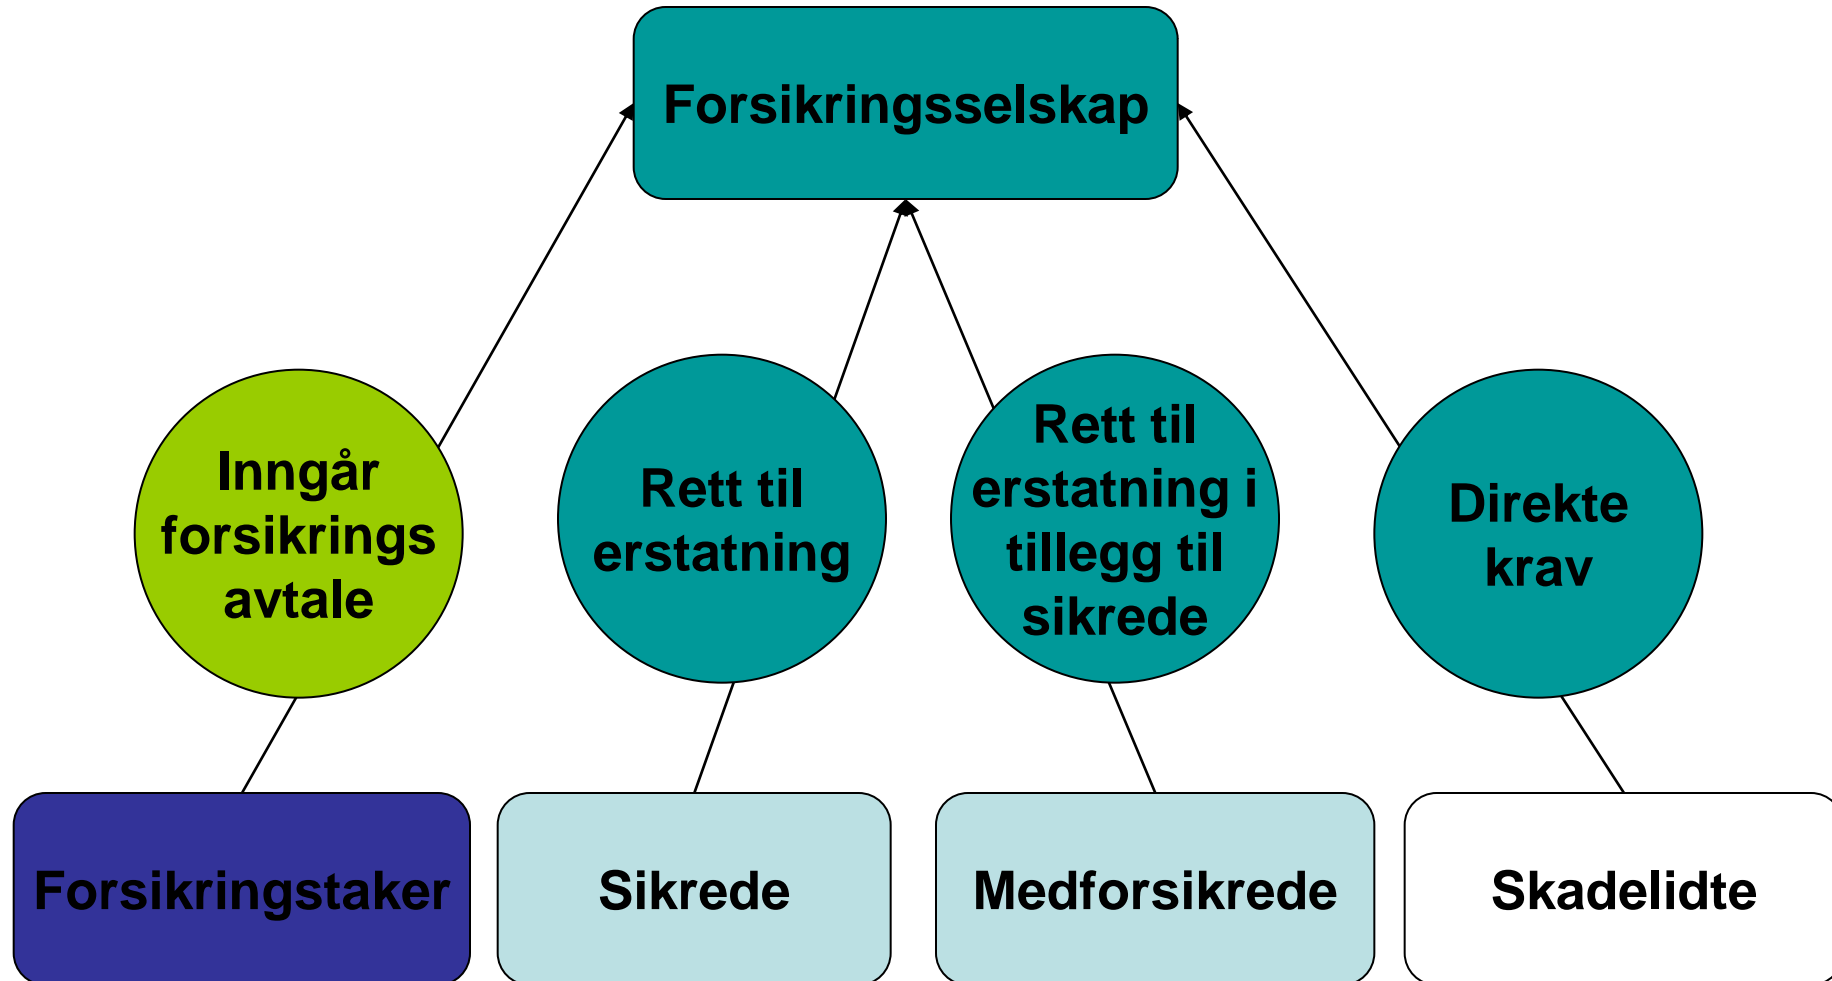 Forsikringsselskap
Inngår
forsikrings
avtale
Rett til
erstatning
Rett til
erstatning i
tillegg til
sikrede
Direkte
krav
Forsikringstaker
Sikrede
Medforsikrede
Skadelidte